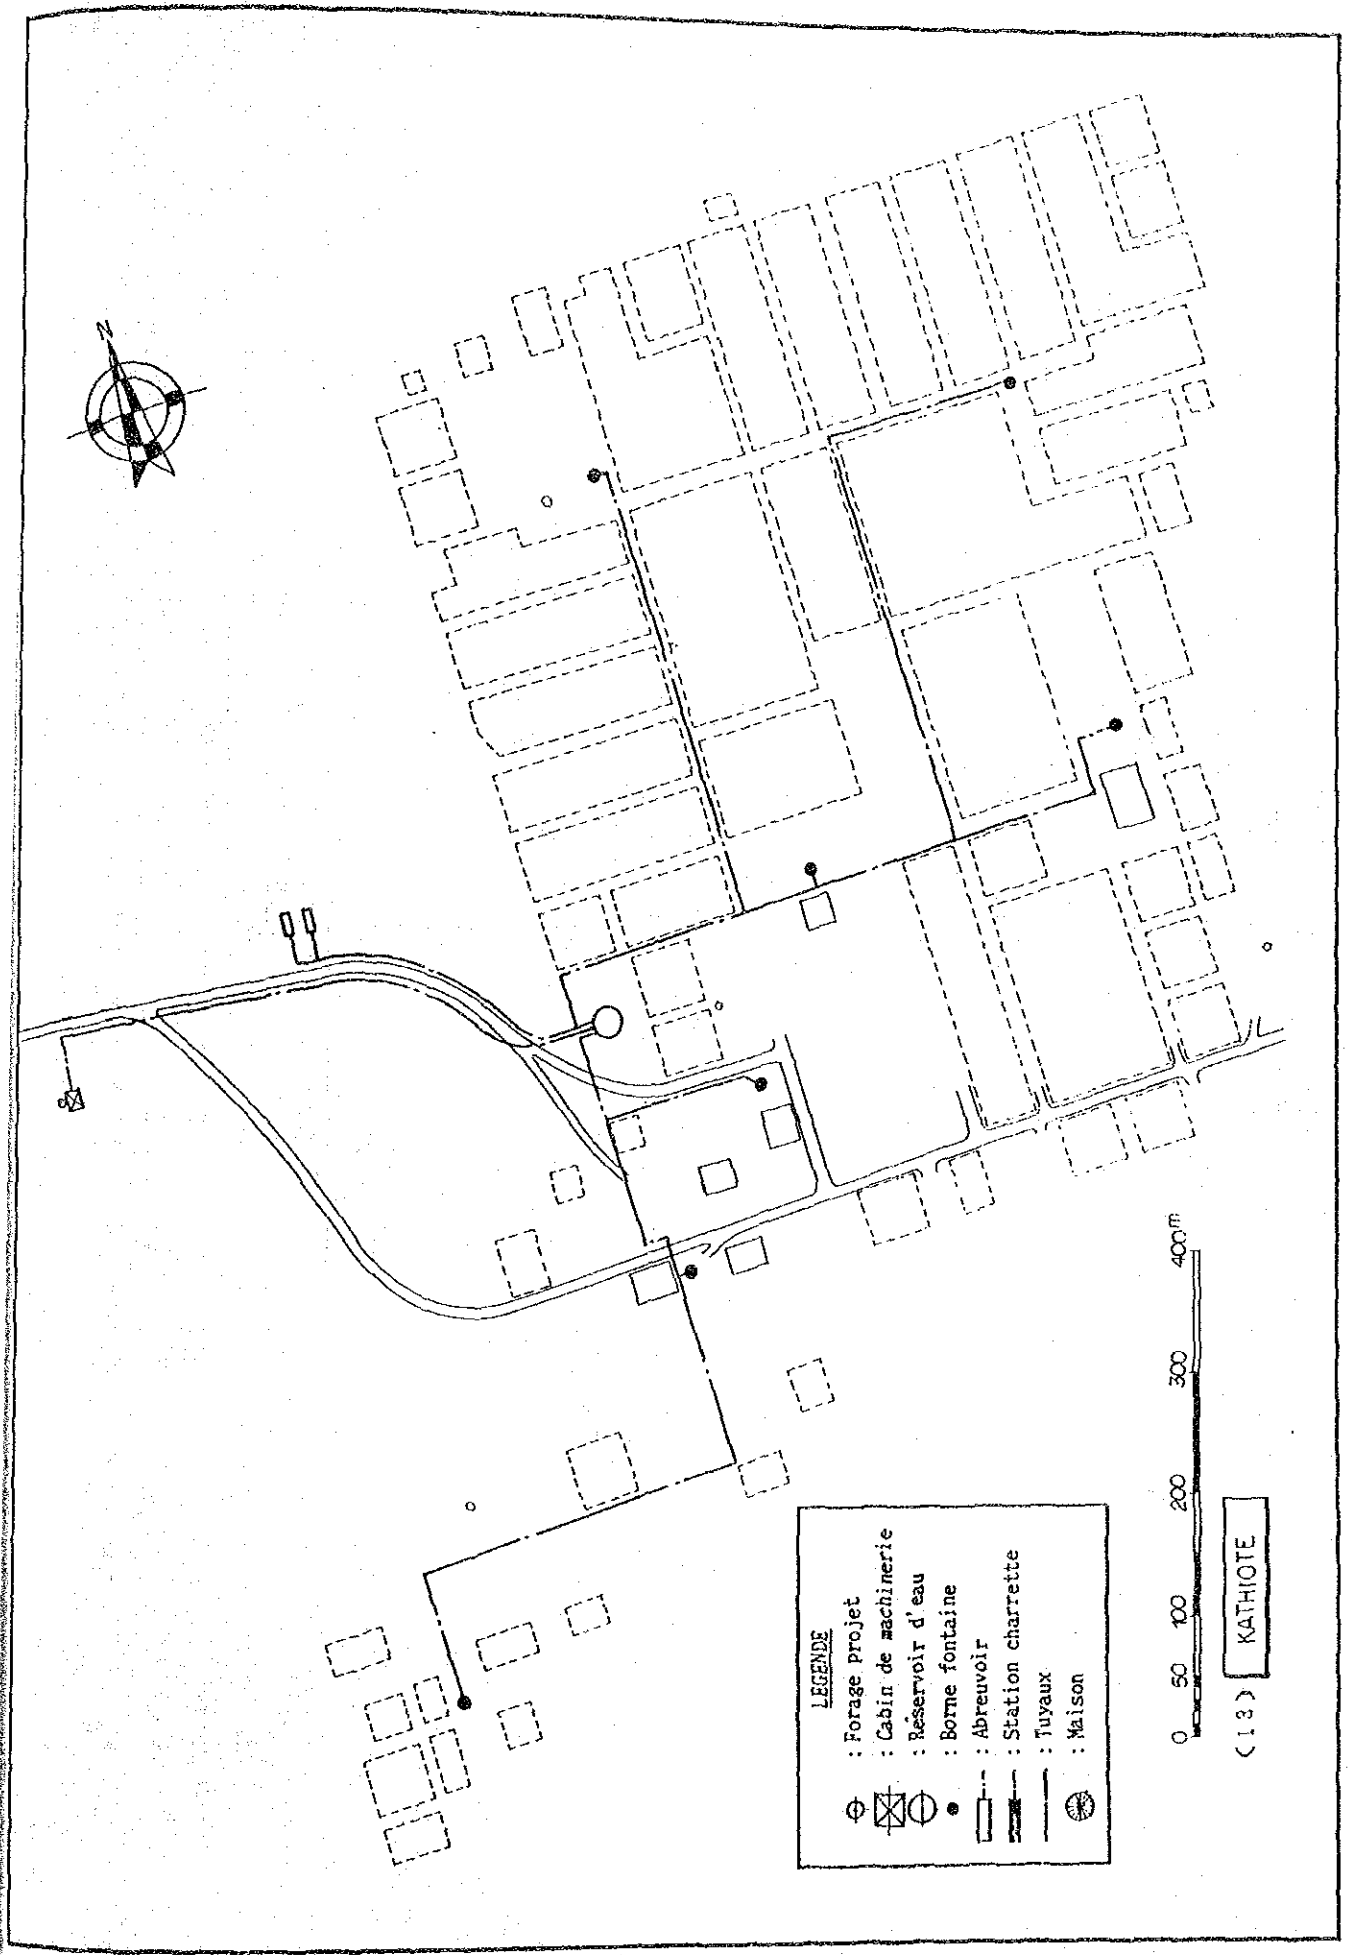 N
LEGENDE
: Forage projet
: Cabin de machinerie
: Réservoir d'eau
: Borne fontaine
: Abreuvoir
: Station charrette
: Tuyaux
: Maison
0 50 100 200 300 400m
(13) KATHIOTE